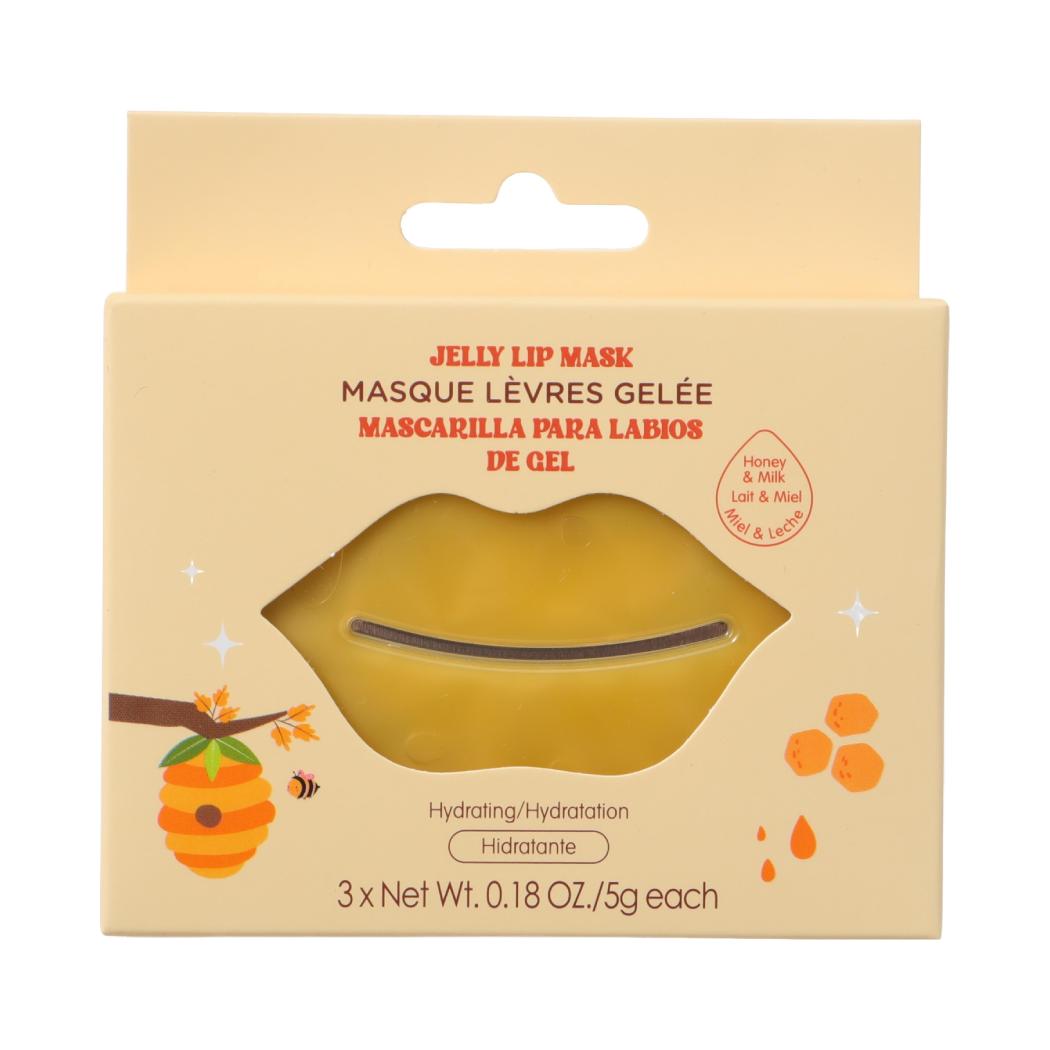 JELLY LIP MASK
MASQUE LÈVRES GELÉE
MASCARILLA PARA LABIOS
DE GEL
Honey
& Milk
Lait & Miel
Miel & Leche
Hydrating/Hydratation
Hidratante
3 x Net Wt. 0.18 OZ./5g each